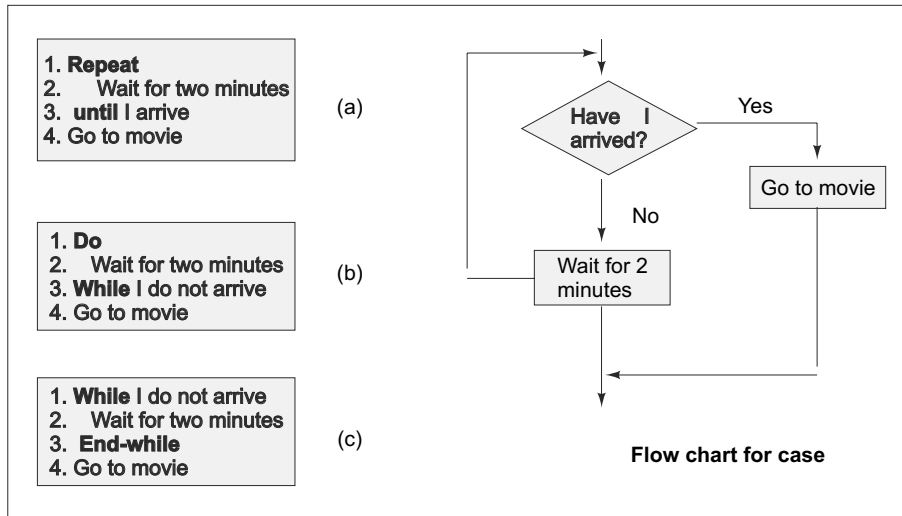 1. Repeat
2. Wait for two minutes
3. until I arrive
4. Go to movie
(a)
1. Do
2. Wait for two minutes
3. While I do not arrive
4. Go to movie
(b)
1. While I do not arrive
2. Wait for two minutes
3. End-while
4. Go to movie
(c)
Have I
arrived?
Yes
Go to movie
No
Wait for 2
minutes
Flow chart for case